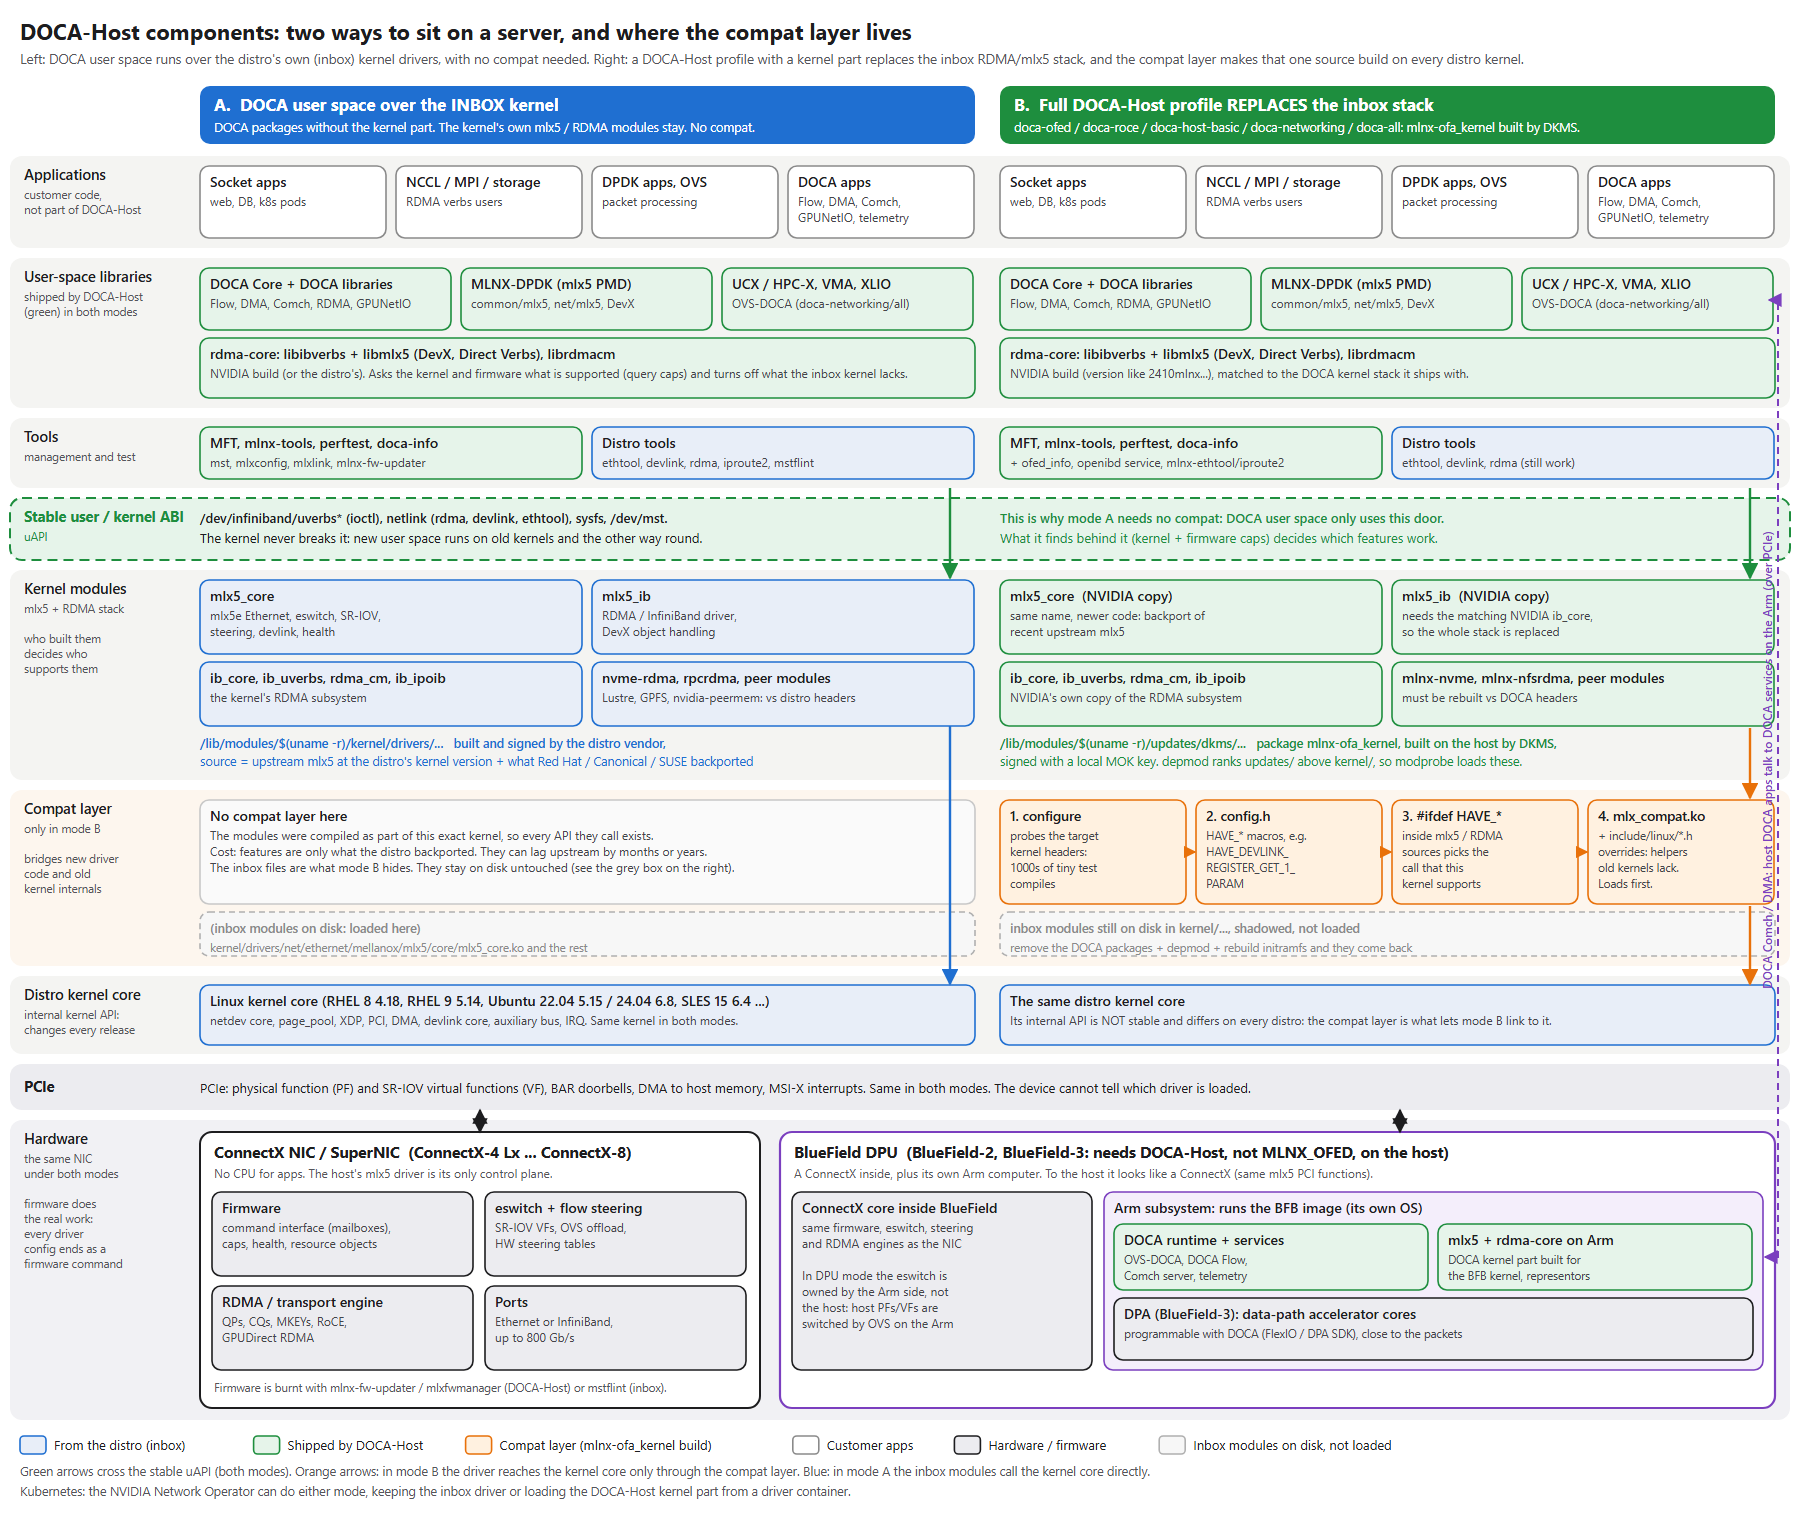 DOCA-Host components: two ways to sit on a server, and where the compat layer lives
Left: DOCA user space runs over the distro's own (inbox) kernel drivers, with no compat needed. Right: a DOCA-Host profile with a kernel part replaces the inbox RDMA/mlx5 stack, and the compat layer makes that one source build on every distro kernel.
A. DOCA user space over the INBOX kernel
DOCA packages without the kernel part. The kernel's own mlx5 / RDMA modules stay. No compat.
B. Full DOCA-Host profile REPLACES the inbox stack
doca-ofed / doca-roce / doca-host-basic / doca-networking / doca-all: mlnx-ofa_kernel built by DKMS.
Applications
customer code,
not part of DOCA-Host
Socket apps
web, DB, k8s pods
NCCL / MPI / storage
RDMA verbs users
DPDK apps, OVS
packet processing
DOCA apps
Flow, DMA, Comch,
GPUNetIO, telemetry
Socket apps
web, DB, k8s pods
NCCL / MPI / storage
RDMA verbs users
DPDK apps, OVS
packet processing
DOCA apps
Flow, DMA, Comch,
GPUNetIO, telemetry
User-space libraries
shipped by DOCA-Host
(green) in both modes
DOCA Core + DOCA libraries
Flow, DMA, Comch, RDMA, GPUNetIO
MLNX-DPDK (mlx5 PMD)
common/mlx5, net/mlx5, DevX
UCX / HPC-X, VMA, XLIO
OVS-DOCA (doca-networking/all)
DOCA Core + DOCA libraries
Flow, DMA, Comch, RDMA, GPUNetIO
MLNX-DPDK (mlx5 PMD)
common/mlx5, net/mlx5, DevX
UCX / HPC-X, VMA, XLIO
OVS-DOCA (doca-networking/all)
rdma-core: libibverbs + libmlx5 (DevX, Direct Verbs), librdmacm
NVIDIA build (or the distro's). Asks the kernel and firmware what is supported (query caps) and turns off what the inbox kernel lacks.
rdma-core: libibverbs + libmlx5 (DevX, Direct Verbs), librdmacm
NVIDIA build (version like 2410mlnx...), matched to the DOCA kernel stack it ships with.
Tools
management and test
MFT, mlnx-tools, perftest, doca-info
mst, mlxconfig, mlxlink, mlnx-fw-updater
Distro tools
ethtool, devlink, rdma, iproute2, mstflint
MFT, mlnx-tools, perftest, doca-info
+ ofed_info, openibd service, mlnx-ethtool/iproute2
Distro tools
ethtool, devlink, rdma (still work)
Stable user / kernel ABI
uAPI
/dev/infiniband/uverbs* (ioctl), netlink (rdma, devlink, ethtool), sysfs, /dev/mst.
The kernel never breaks it: new user space runs on old kernels and the other way round.
This is why mode A needs no compat: DOCA user space only uses this door.
What it finds behind it (kernel + firmware caps) decides which features work.
Kernel modules
mlx5 + RDMA stack
who built them
decides who
supports them
mlx5_core
mlx5e Ethernet, eswitch, SR-IOV,
steering, devlink, health
mlx5_ib
RDMA / InfiniBand driver,
DevX object handling
mlx5_core (NVIDIA copy)
same name, newer code: backport of
recent upstream mlx5
mlx5_ib (NVIDIA copy)
needs the matching NVIDIA ib_core,
so the whole stack is replaced
ib_core, ib_uverbs, rdma_cm, ib_ipoib
the kernel's RDMA subsystem
nvme-rdma, rpcrdma, peer modules
Lustre, GPFS, nvidia-peermem: vs distro headers
ib_core, ib_uverbs, rdma_cm, ib_ipoib
NVIDIA's own copy of the RDMA subsystem
mlnx-nvme, mlnx-nfsrdma, peer modules
must be rebuilt vs DOCA headers
/lib/modules/$(uname -r)/kernel/drivers/... built and signed by the distro vendor,
source = upstream mlx5 at the distro's kernel version + what Red Hat / Canonical / SUSE backported
/lib/modules/$(uname -r)/updates/dkms/... package mlnx-ofa_kernel, built on the host by DKMS,
signed with a local MOK key. depmod ranks updates/ above kernel/, so modprobe loads these.
Compat layer
only in mode B
bridges new driver
code and old
kernel internals
No compat layer here
The modules were compiled as part of this exact kernel, so every API they call exists.
Cost: features are only what the distro backported. They can lag upstream by months or years.
The inbox files are what mode B hides. They stay on disk untouched (see the grey box on the right).
1. configure
probes the target
kernel headers:
1000s of tiny test
compiles
2. config.h
HAVE_* macros, e.g.
HAVE_DEVLINK_
REGISTER_GET_1_
PARAM
3. #ifdef HAVE_*
inside mlx5 / RDMA
sources picks the
call that this
kernel supports
4. mlx_compat.ko
+ include/linux/*.h
overrides: helpers
old kernels lack.
Loads first.
(inbox modules on disk: loaded here)
kernel/drivers/net/ethernet/mellanox/mlx5/core/mlx5_core.ko and the rest
inbox modules still on disk in kernel/..., shadowed, not loaded
remove the DOCA packages + depmod + rebuild initramfs and they come back
DOCA Comch / DMA: host DOCA apps talk to DOCA services on the Arm (over PCIe)
Distro kernel core
internal kernel API:
changes every release
Linux kernel core (RHEL 8 4.18, RHEL 9 5.14, Ubuntu 22.04 5.15 / 24.04 6.8, SLES 15 6.4 ...)
netdev core, page_pool, XDP, PCI, DMA, devlink core, auxiliary bus, IRQ. Same kernel in both modes.
The same distro kernel core
Its internal API is NOT stable and differs on every distro: the compat layer is what lets mode B link to it.
PCIe
PCIe: physical function (PF) and SR-IOV virtual functions (VF), BAR doorbells, DMA to host memory, MSI-X interrupts. Same in both modes. The device cannot tell which driver is loaded.
Hardware
the same NIC
under both modes
firmware does
the real work:
every driver
config ends as a
firmware command
ConnectX NIC / SuperNIC (ConnectX-4 Lx ... ConnectX-8)
No CPU for apps. The host's mlx5 driver is its only control plane.
Firmware
command interface (mailboxes),
caps, health, resource objects
eswitch + flow steering
SR-IOV VFs, OVS offload,
HW steering tables
RDMA / transport engine
QPs, CQs, MKEYs, RoCE,
GPUDirect RDMA
Ports
Ethernet or InfiniBand,
up to 800 Gb/s
Firmware is burnt with mlnx-fw-updater / mlxfwmanager (DOCA-Host) or mstflint (inbox).
BlueField DPU (BlueField-2, BlueField-3: needs DOCA-Host, not MLNX_OFED, on the host)
A ConnectX inside, plus its own Arm computer. To the host it looks like a ConnectX (same mlx5 PCI functions).
ConnectX core inside BlueField
same firmware, eswitch, steering
and RDMA engines as the NIC
In DPU mode the eswitch is
owned by the Arm side, not
the host: host PFs/VFs are
switched by OVS on the Arm
Arm subsystem: runs the BFB image (its own OS)
DOCA runtime + services
OVS-DOCA, DOCA Flow,
Comch server, telemetry
mlx5 + rdma-core on Arm
DOCA kernel part built for
the BFB kernel, representors
DPA (BlueField-3): data-path accelerator cores
programmable with DOCA (FlexIO / DPA SDK), close to the packets
From the distro (inbox)
Shipped by DOCA-Host
Compat layer (mlnx-ofa_kernel build)
Customer apps
Hardware / firmware
Inbox modules on disk, not loaded
Green arrows cross the stable uAPI (both modes). Orange arrows: in mode B the driver reaches the kernel core only through the compat layer. Blue: in mode A the inbox modules call the kernel core directly.
Kubernetes: the NVIDIA Network Operator can do either mode, keeping the inbox driver or loading the DOCA-Host kernel part from a driver container.